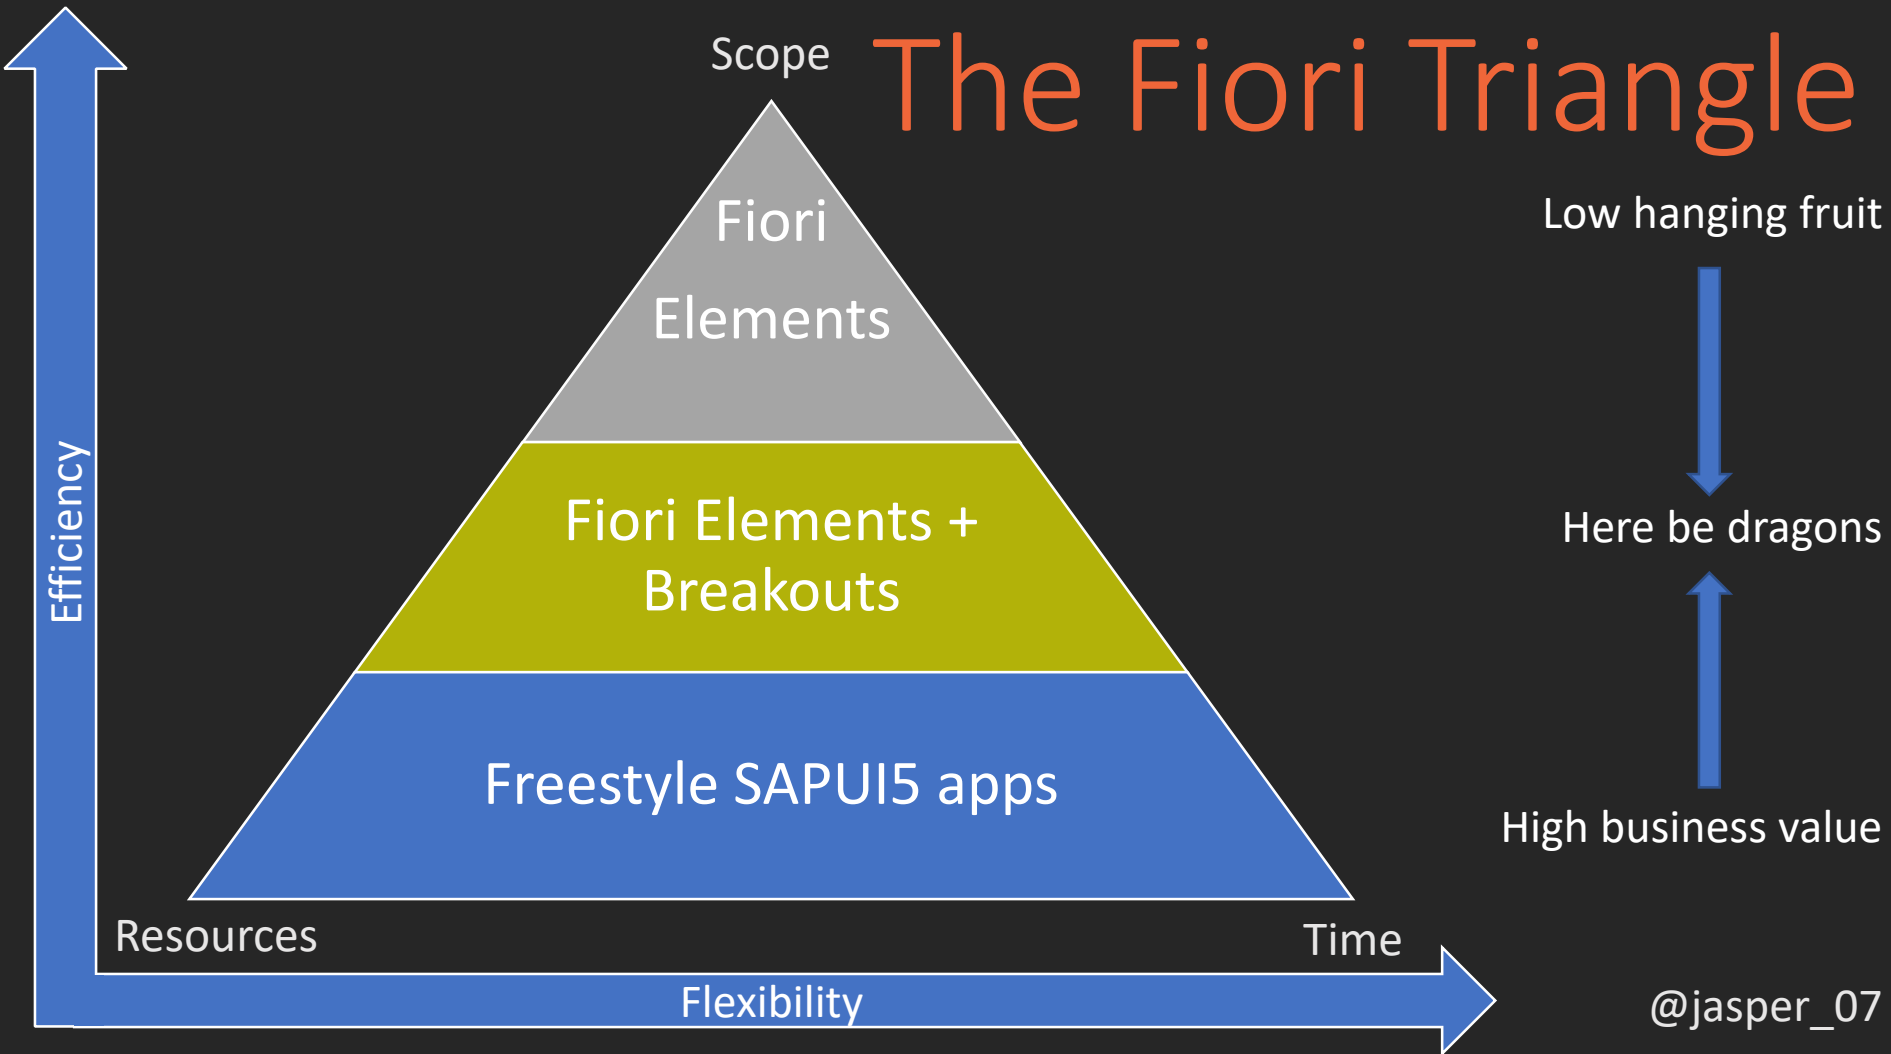 Scope
The Fiori Triangle
Fiori
Elements
Low hanging fruit
Efficiency
Fiori Elements +
Breakouts
Here be dragons
Freestyle SAPUI5 apps
High business value
Resources
Time
Flexibility
@jasper_07